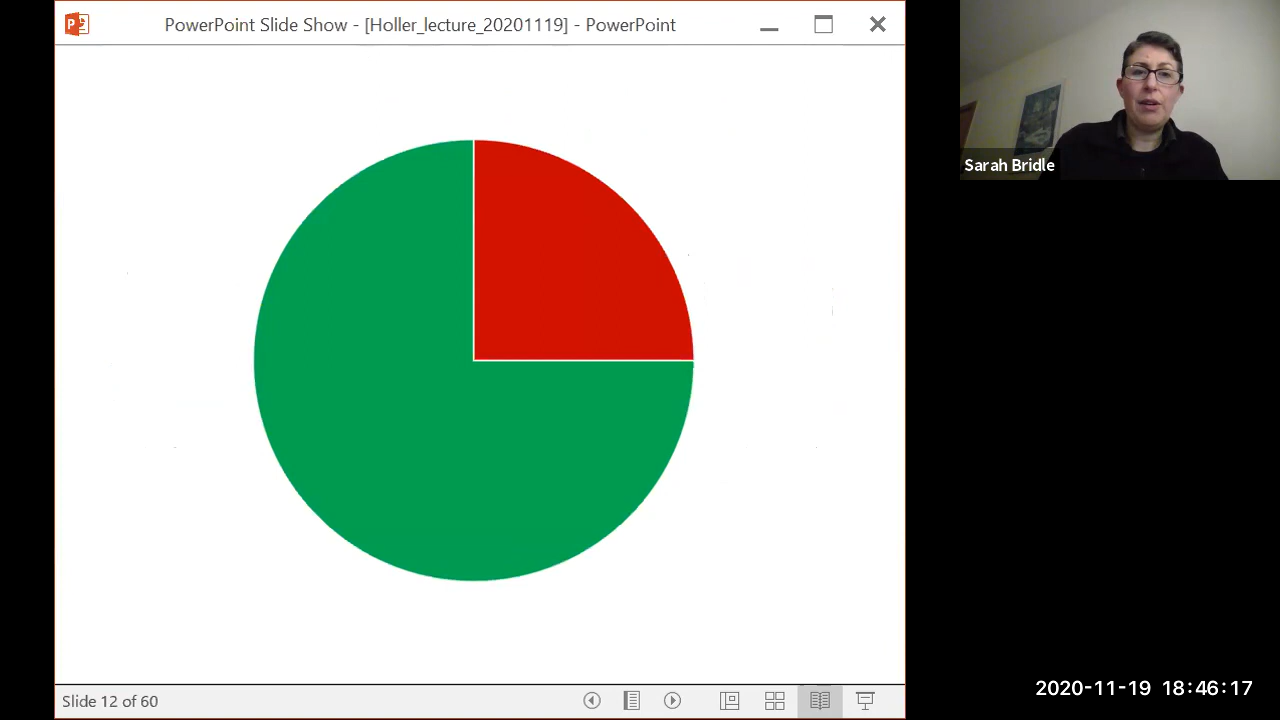 PowerPoint Slide Show - [Holler_lecture_20201119] - PowerPoint
Sarah Bridle
Slide 12 of 60
2020-11-19 18:46:17